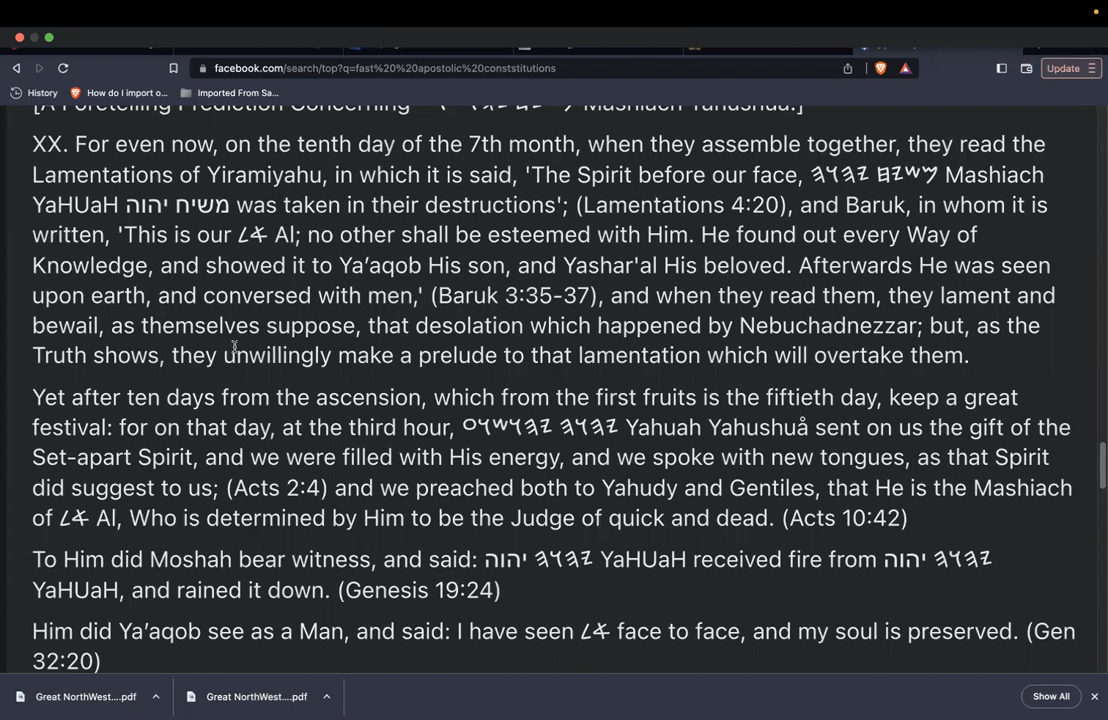 facebook.com/search/top?q=fast%20%20apostolic%20conststitutions
Update
History
How do I import o...
Imported From Sa...
[A Foretelling Prediction Concerning Mashiach Yahushua.]
XX. For even now, on the tenth day of the 7th month, when they assemble together, they read the
Lamentations of Yiramiyahu, in which it is said, 'The Spirit before our face, 𐤄𐤅𐤄𐤉 𐤇𐤉𐤔𐤌 Mashiach
YaHUaH משיח יהוה was taken in their destructions'; (Lamentations 4:20), and Baruk, in whom it is
written, 'This is our 𐤋𐤀 Al; no other shall be esteemed with Him. He found out every Way of
Knowledge, and showed it to Ya’aqob His son, and Yashar'al His beloved. Afterwards He was seen
upon earth, and conversed with men,' (Baruk 3:35-37), and when they read them, they lament and
bewail, as themselves suppose, that desolation which happened by Nebuchadnezzar; but, as the
Truth shows, they unwillingly make a prelude to that lamentation which will overtake them.
Yet after ten days from the ascension, which from the first fruits is the fiftieth day, keep a great
festival: for on that day, at the third hour, 𐤏𐤅𐤔𐤅𐤄𐤉 𐤄𐤅𐤄𐤉 Yahuah Yahushuå sent on us the gift of the
Set-apart Spirit, and we were filled with His energy, and we spoke with new tongues, as that Spirit
did suggest to us; (Acts 2:4) and we preached both to Yahudy and Gentiles, that He is the Mashiach
of 𐤋𐤀 Al, Who is determined by Him to be the Judge of quick and dead. (Acts 10:42)
To Him did Moshah bear witness, and said: יהוה 𐤄𐤅𐤄𐤉 YaHUaH received fire from יהוה 𐤄𐤅𐤄𐤉
YaHUaH, and rained it down. (Genesis 19:24)
Him did Ya’aqob see as a Man, and said: I have seen 𐤋𐤀 face to face, and my soul is preserved. (Gen
32:20)
Great NorthWest....pdf
Great NorthWest....pdf
Show All